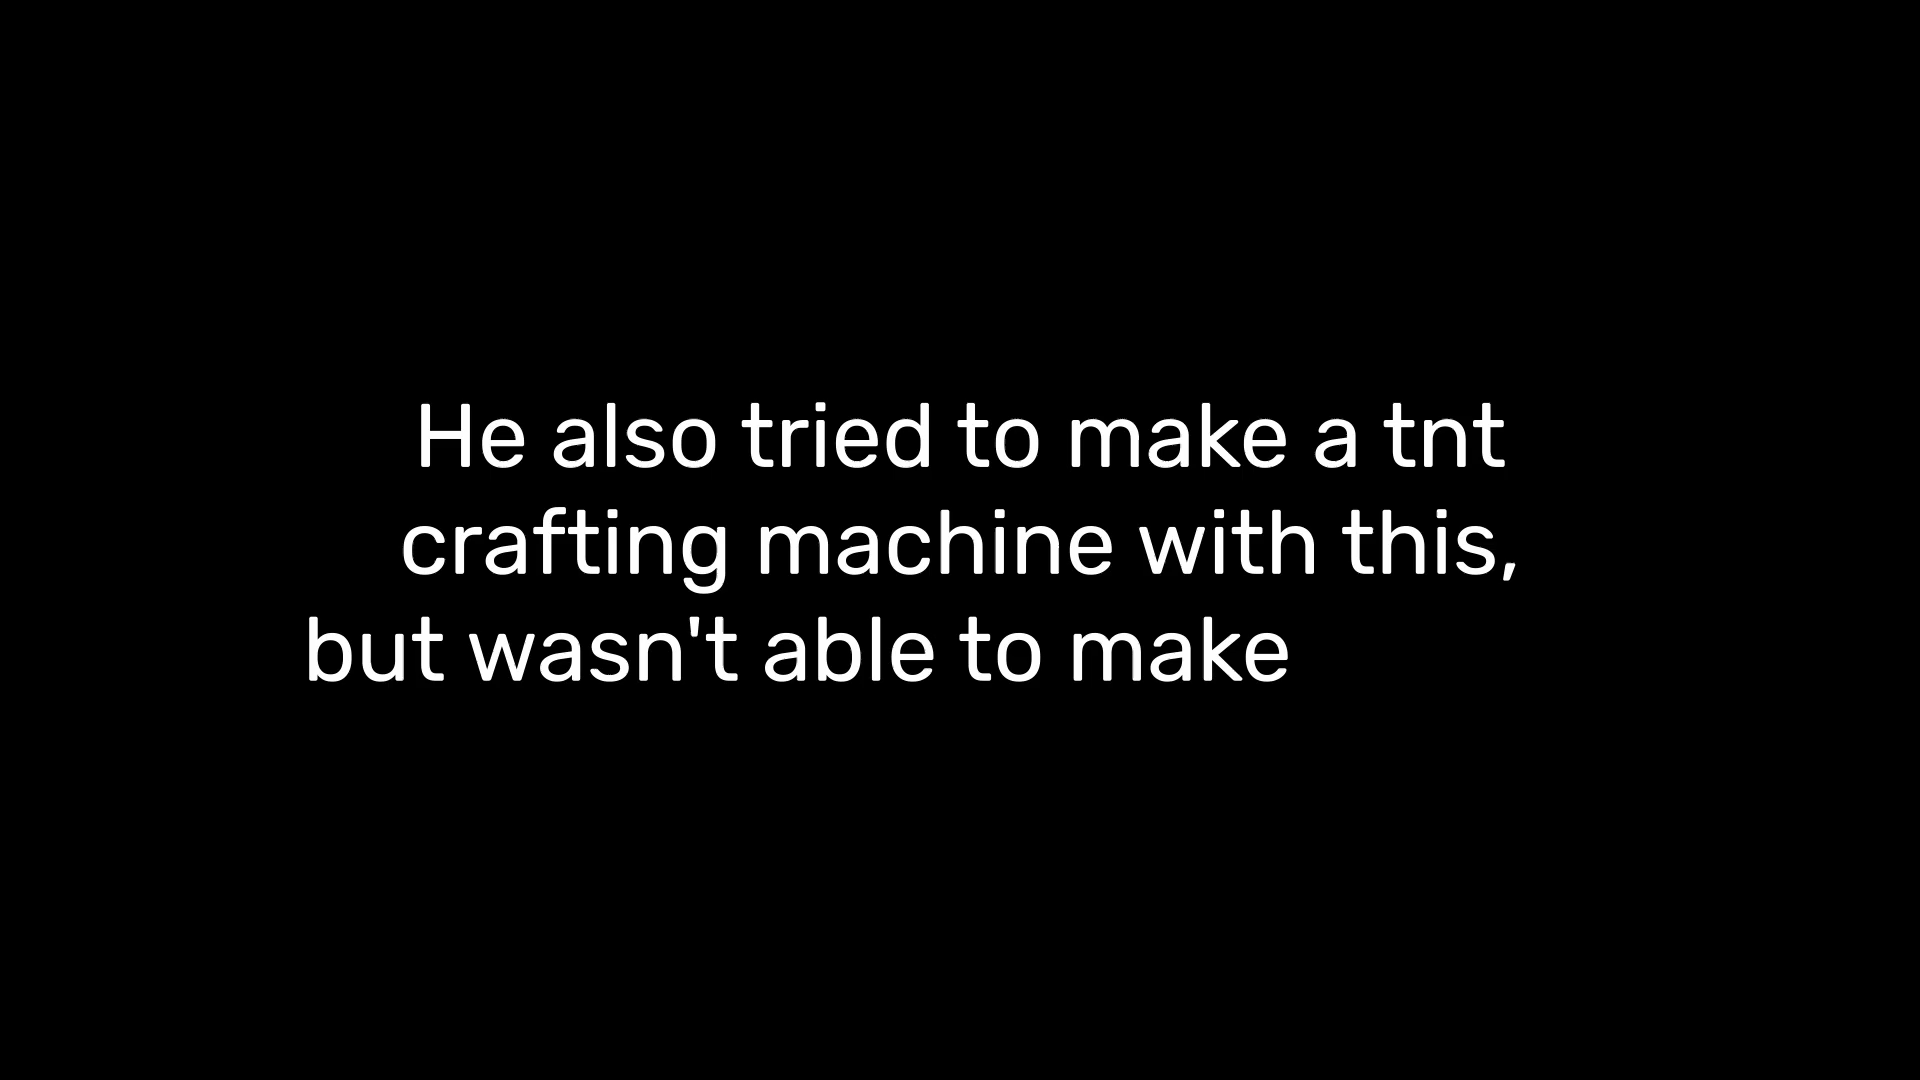 He also tried to make a tnt
crafting machine with this,
but wasn't able to make